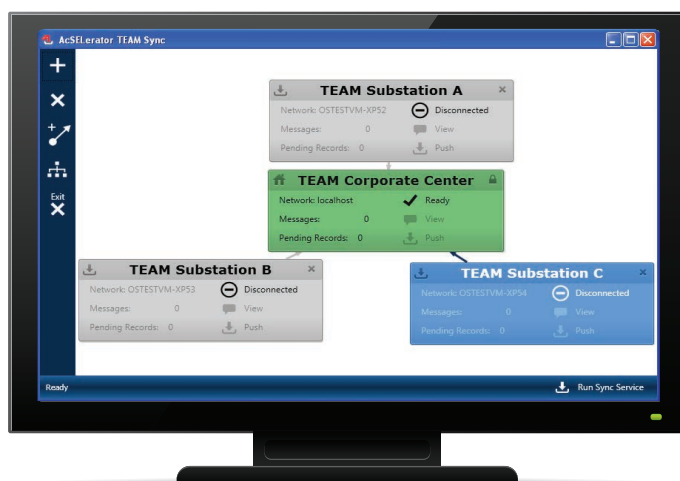 AcSELerator TEAM Sync
Exit
TEAM Substation A
Network: OSTESTVM-XP52 Disconnected
Messages: 0 View
Pending Records: 0 Push
TEAM Corporate Center
Network: localhost Ready
Messages: 0 View
Pending Records: 0 Push
TEAM Substation B
Network: OSTESTVM-XP53 Disconnected
Messages: 0 View
Pending Records: 0 Push
TEAM Substation C
Network: OSTESTVM-XP54 Disconnected
Messages: 0 View
Pending Records: 0 Push
Ready Run Sync Service